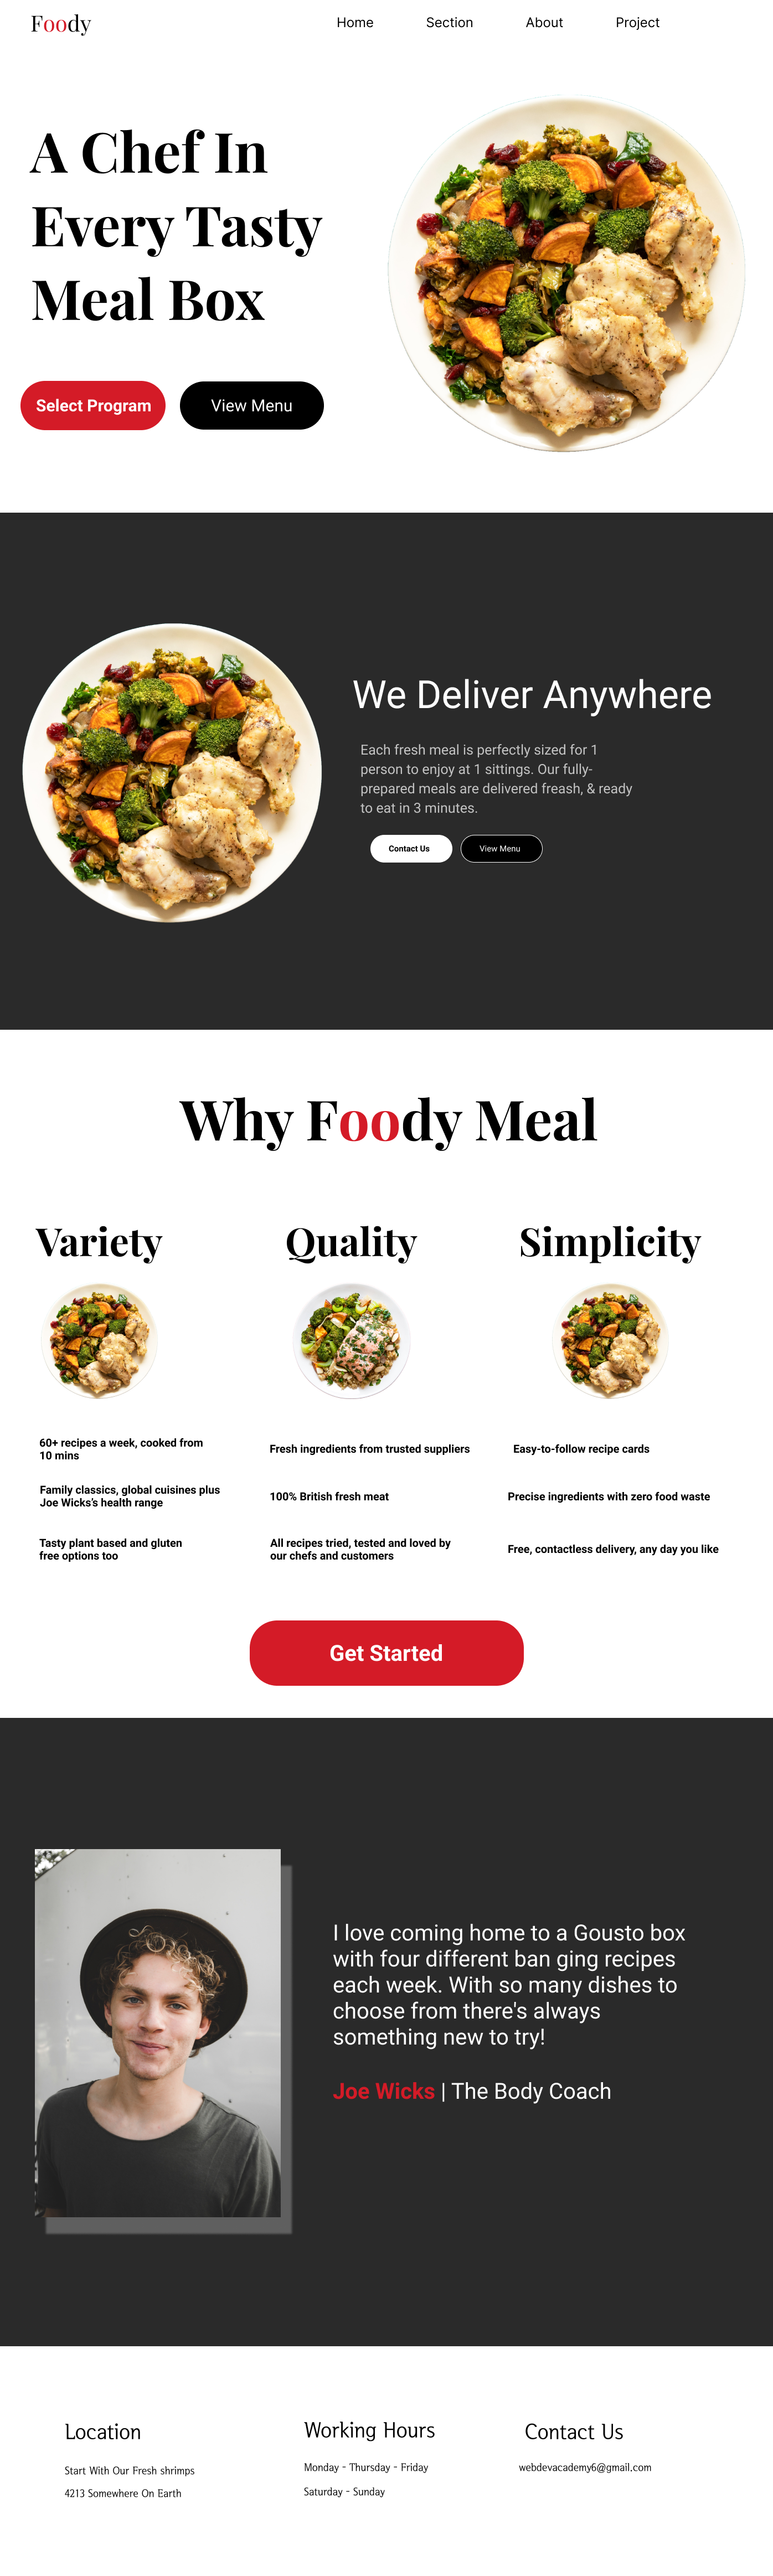 Foody
Home Section About Project
A Chef In
Every Tasty
Meal Box
Select Program
View Menu
We Deliver Anywhere
Each fresh meal is perfectly sized for 1
person to enjoy at 1 sittings. Our fully-
prepared meals are delivered freash, & ready
to eat in 3 minutes.
Contact Us
View Menu
Why Foody Meal
Variety
60+ recipes a week, cooked from
10 mins
Family classics, global cuisines plus
Joe Wicks’s health range
Tasty plant based and gluten
free options too
Quality
Fresh ingredients from trusted suppliers
100% British fresh meat
All recipes tried, tested and loved by
our chefs and customers
Simplicity
Easy-to-follow recipe cards
Precise ingredients with zero food waste
Free, contactless delivery, any day you like
Get Started
I love coming home to a Gousto box
with four different ban ging recipes
each week. With so many dishes to
choose from there's always
something new to try!
Joe Wicks | The Body Coach
Location
Start With Our Fresh shrimps
4213 Somewhere On Earth
Working Hours
Monday - Thursday - Friday
Saturday - Sunday
Contact Us
webdevacademy6@gmail.com